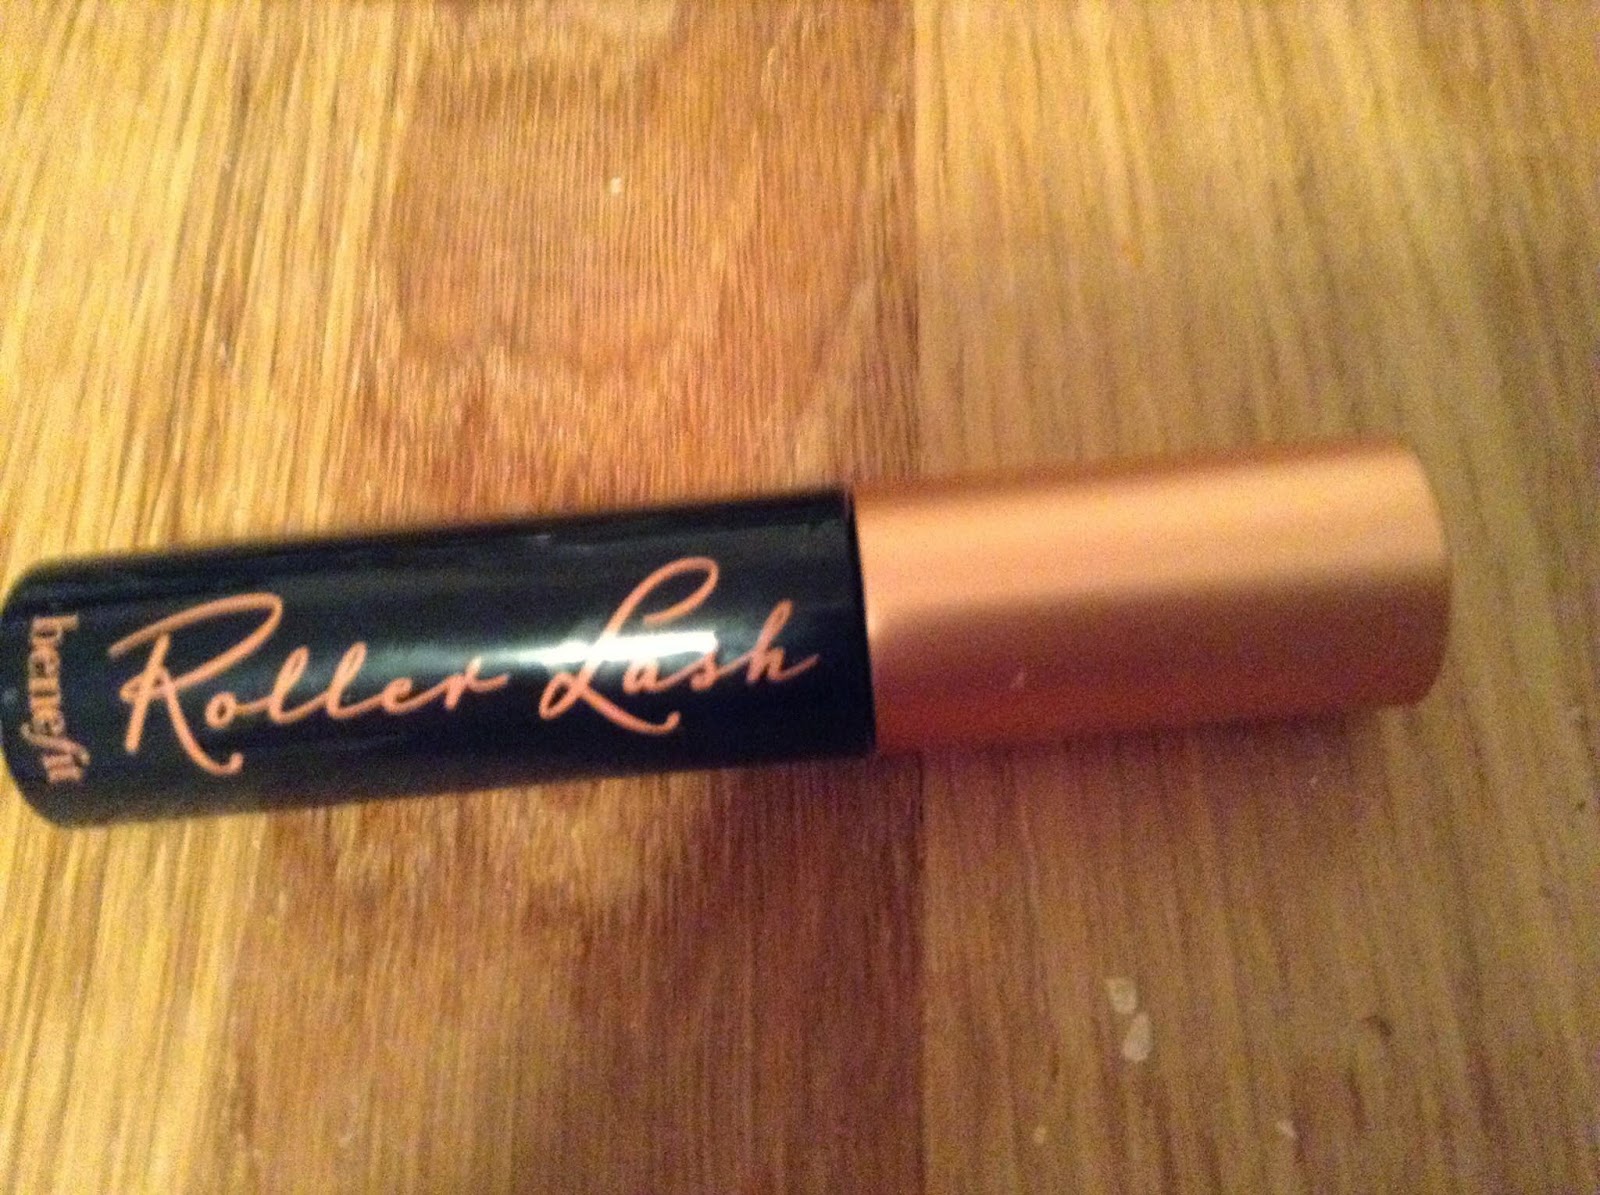 Roller Lash
benefit